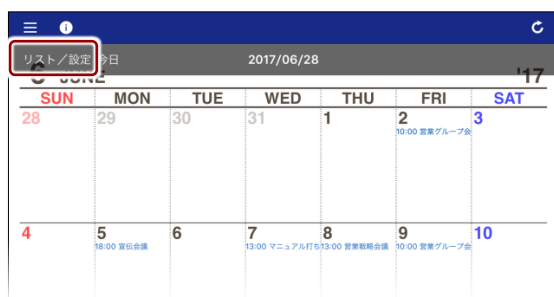 リスト／設定 今日 2017/06/28
6 JUNE '17
SUN MON TUE WED THU FRI SAT
28 29 30 31 1 2 3
10:00 営業グループ会
4 5 6 7 8 9 10
18:00 宣伝会議 13:00 マニュアル打ち 13:00 営業戦略会議 10:00 営業グループ会